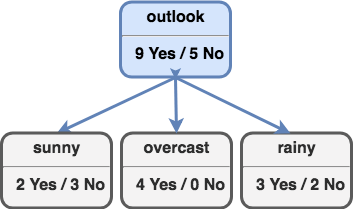 outlook
9 Yes / 5 No
sunny
2 Yes / 3 No
overcast
4 Yes / 0 No
rainy
3 Yes / 2 No